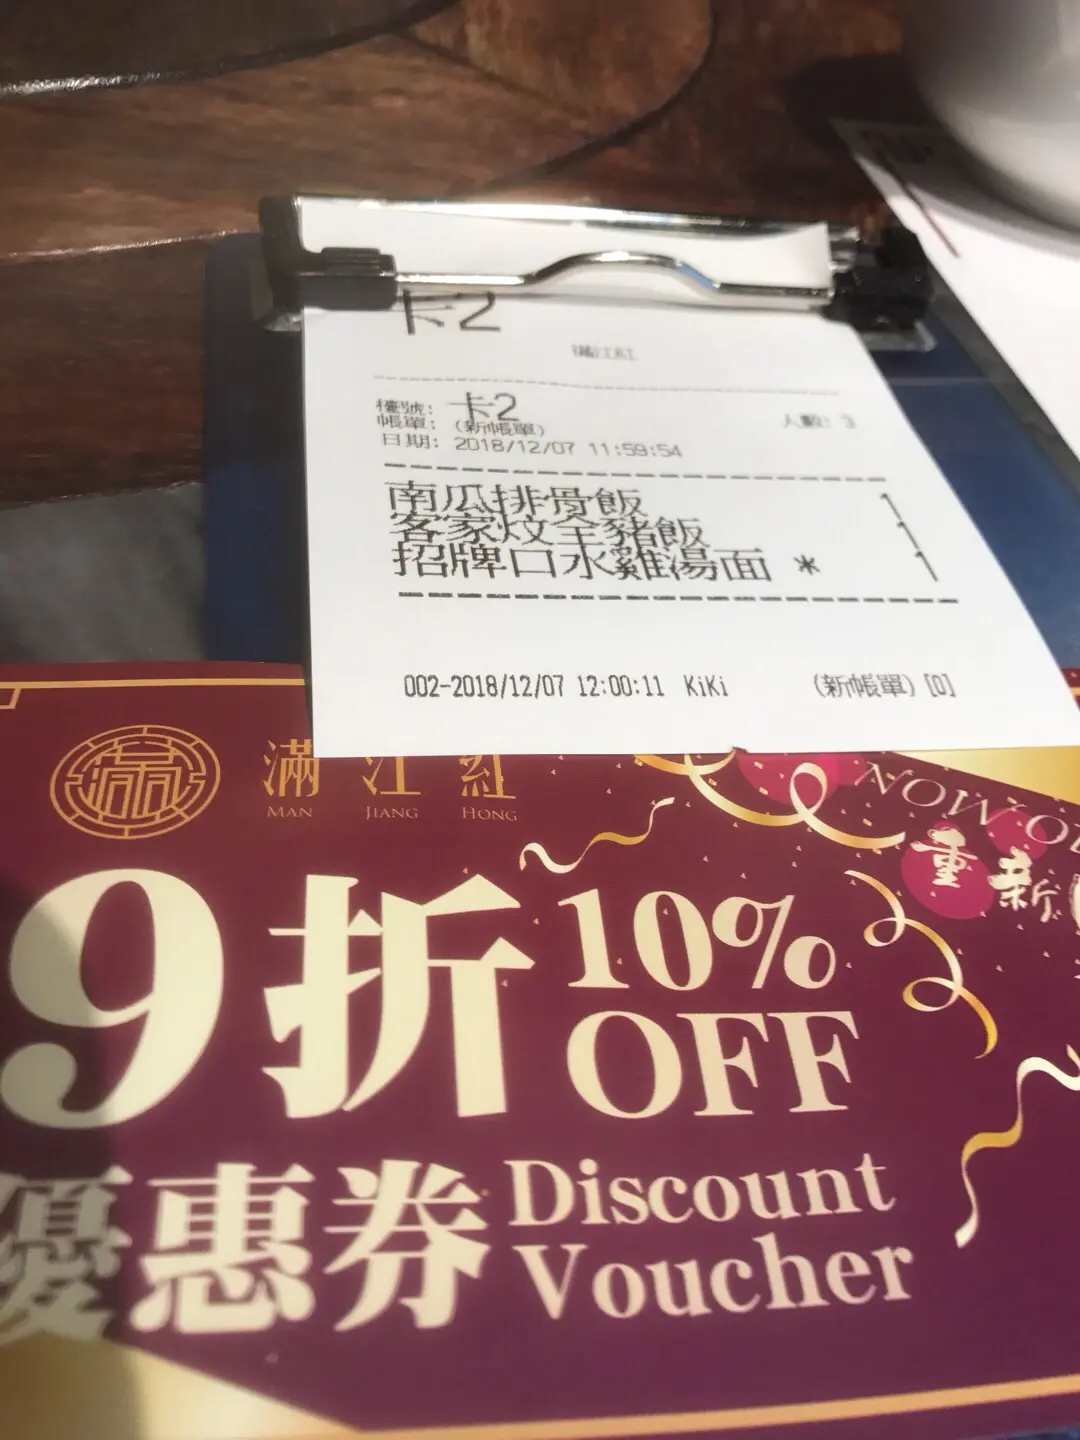 卡2
滿江紅
檯號: 卡2
人數: 3
帳單: (新帳單)
日期: 2018/12/07 11:59:54
南瓜排骨飯 1
客家炆全豬飯 1
招牌口水雞湯面 * 1
002-2018/12/07 12:00:11 KiKi (新帳單) [0]
滿江紅
MAN JIANG HONG
NOW
重新
9折 10% OFF
優惠券 Discount Voucher